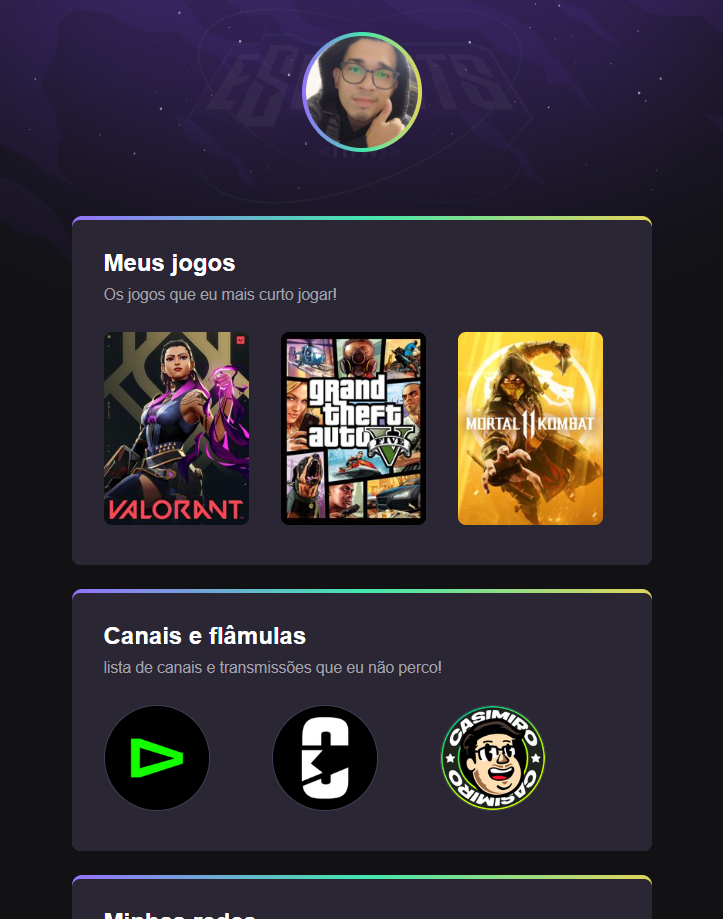 Meus jogos
Os jogos que eu mais curto jogar!
VALORANT
grand
theft
auto
FIVE
MORTAL 11 KOMBAT
Canais e flâmulas
lista de canais e transmissões que eu não perco!
CASIMIRO
CASIMIRO